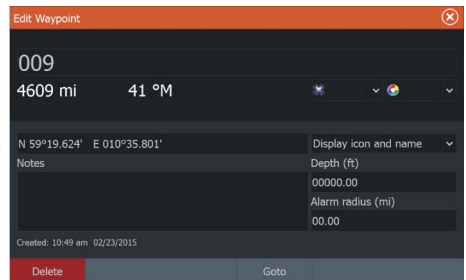 Edit Waypoint
009
4609 mi 41 °M
N 59°19.624' E 010°35.801' Display icon and name
Notes Depth (ft)
00000.00
Alarm radius (mi)
00.00
Created: 10:49 am 02/23/2015
Delete Goto